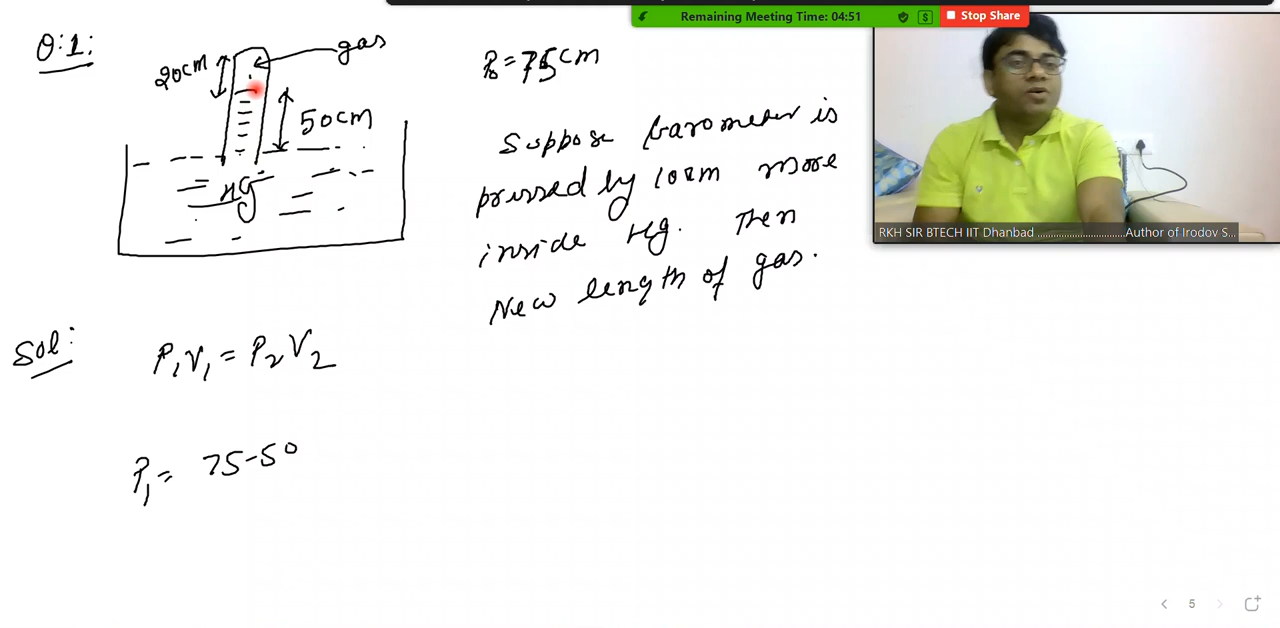 Remaining Meeting Time: 04:51
$
Stop Share
Q:1:
gas
20cm
50cm
Hg
P₀ = 75cm
Suppose barometer is
pressed by 10cm more
inside Hg. Then
New length of gas.
RKH SIR BTECH IIT Dhanbad ................................Author of Irodov S...
Sol:
P₁V₁ = P₂V₂
P₁ = 75-50
5